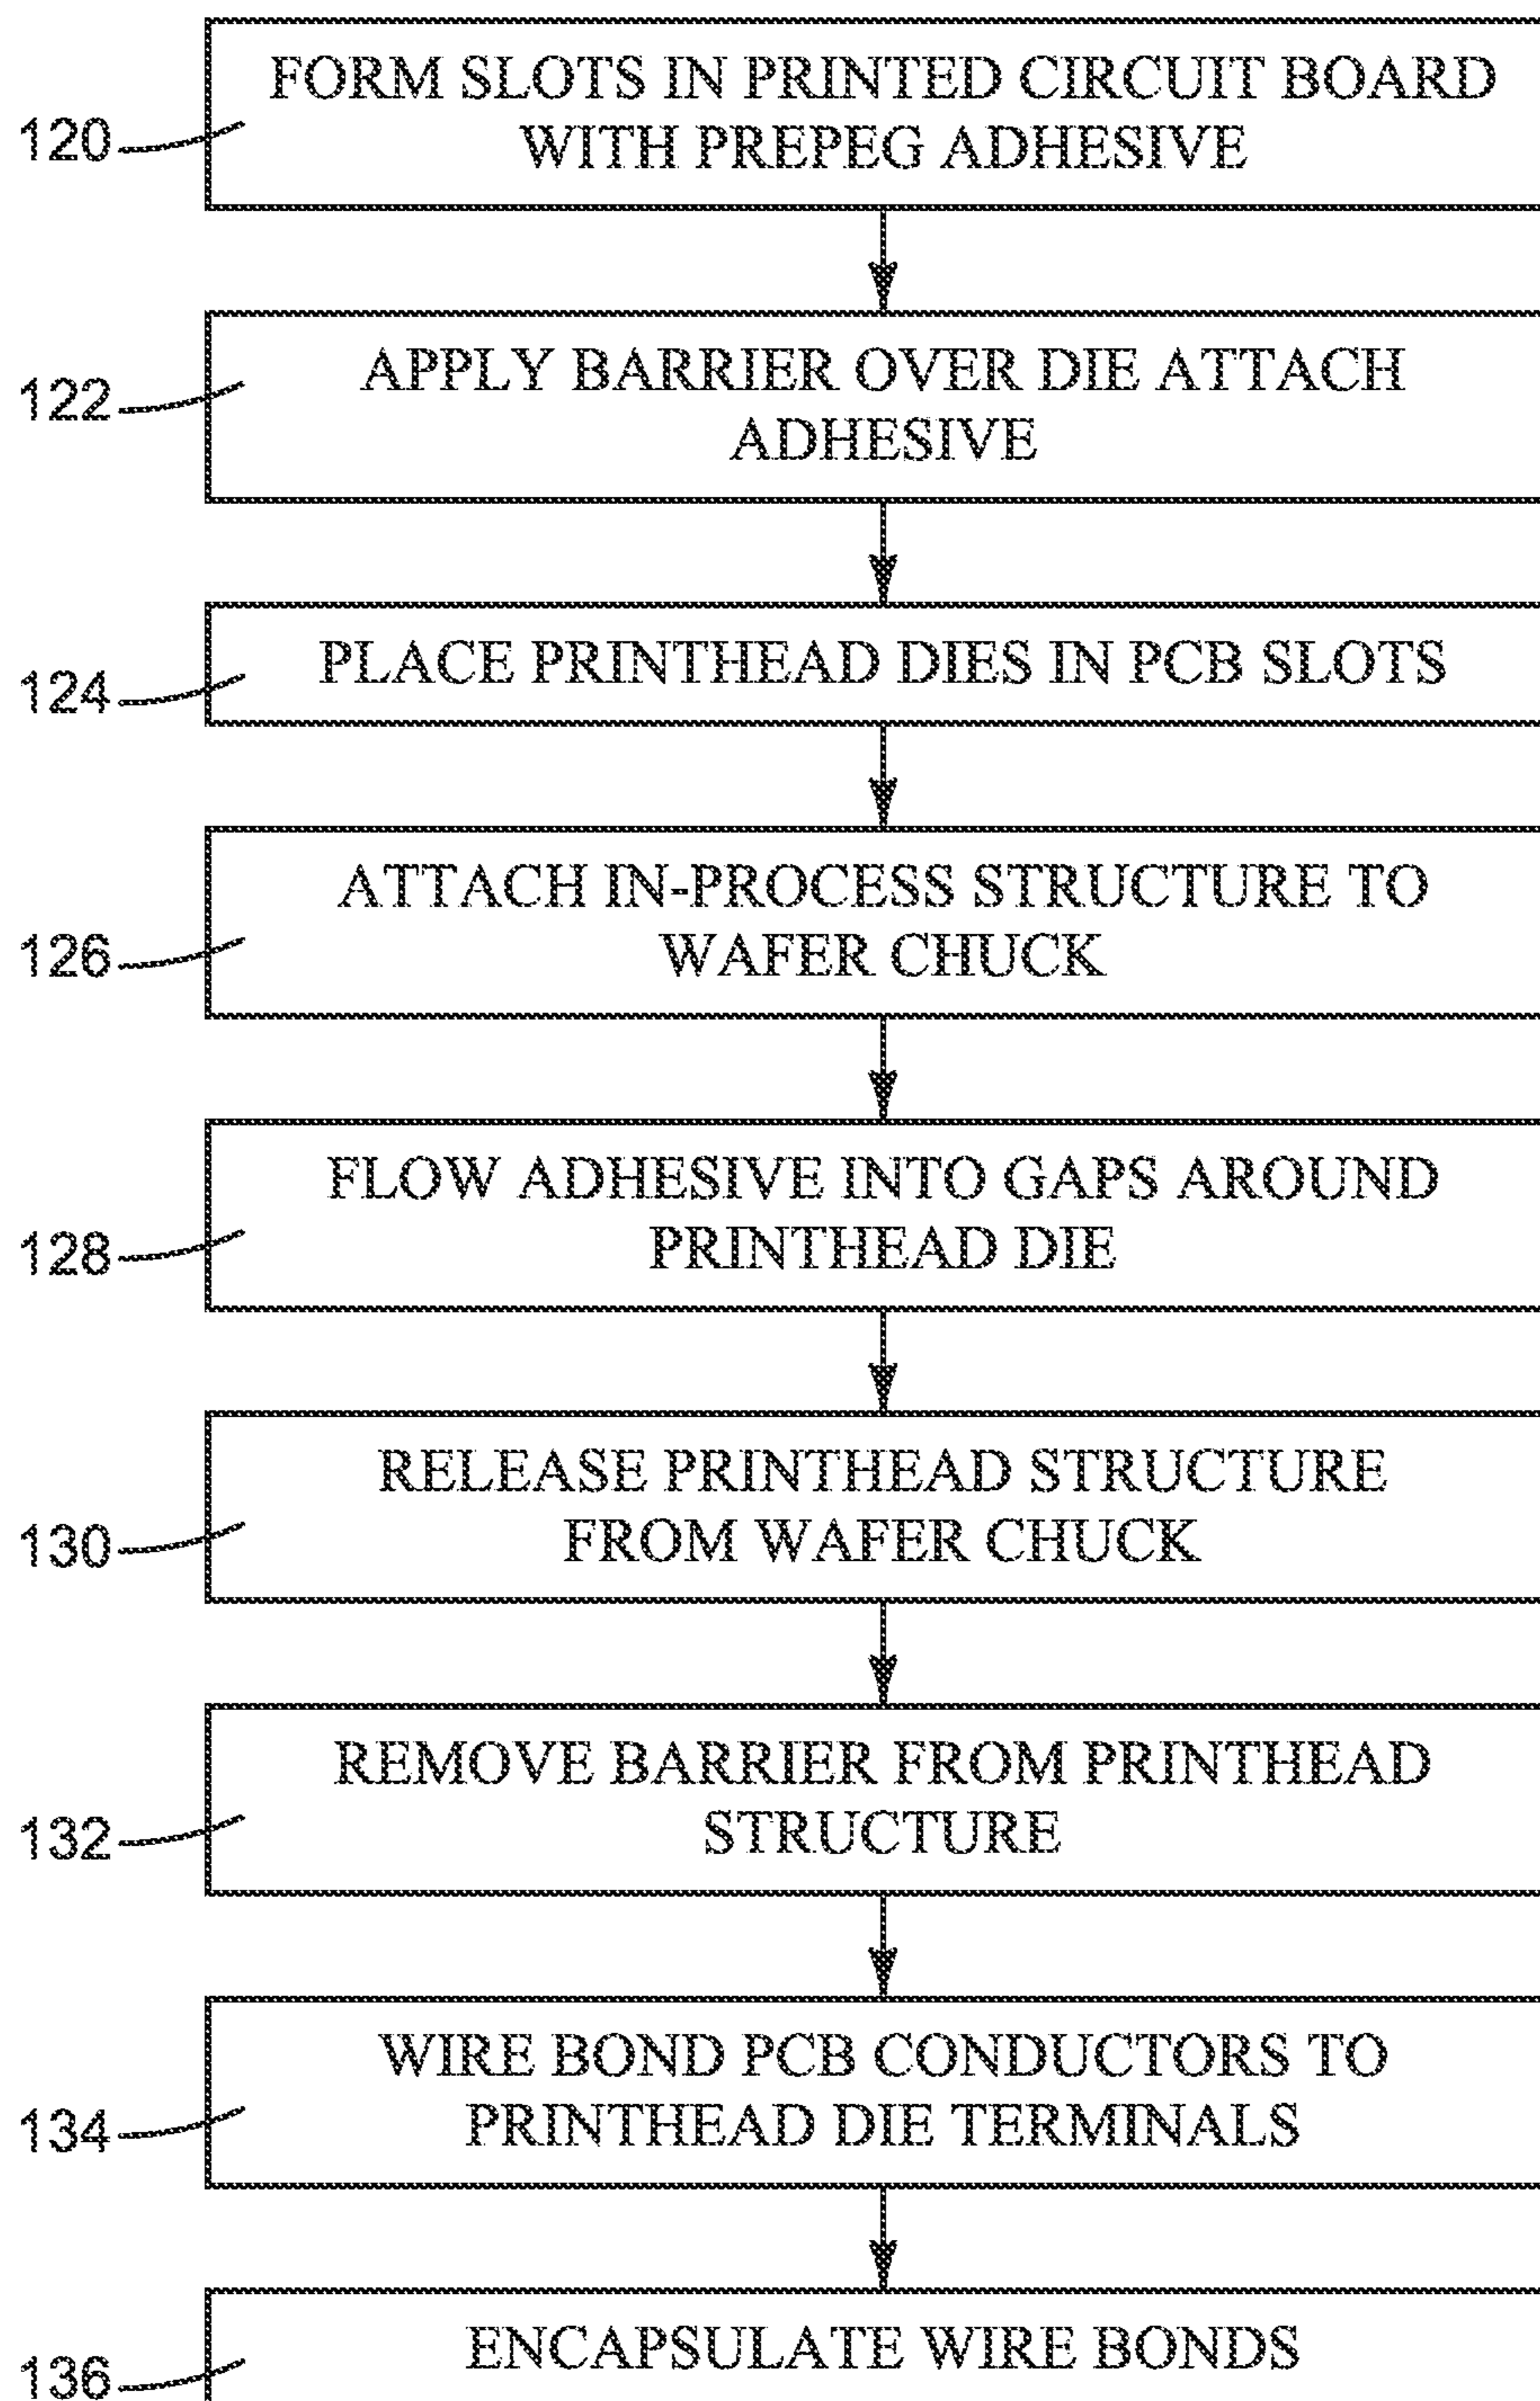 FORM SLOTS IN PRINTED CIRCUIT BOARD
WITH PREPEG ADHESIVE
120
APPLY BARRIER OVER DIE ATTACH
ADHESIVE
122
PLACE PRINTHEAD DIES IN PCB SLOTS
124
ATTACH IN-PROCESS STRUCTURE TO
WAFER CHUCK
126
FLOW ADHESIVE INTO GAPS AROUND
PRINTHEAD DIE
128
RELEASE PRINTHEAD STRUCTURE
FROM WAFER CHUCK
130
REMOVE BARRIER FROM PRINTHEAD
STRUCTURE
132
WIRE BOND PCB CONDUCTORS TO
PRINTHEAD DIE TERMINALS
134
ENCAPSULATE WIRE BONDS
136